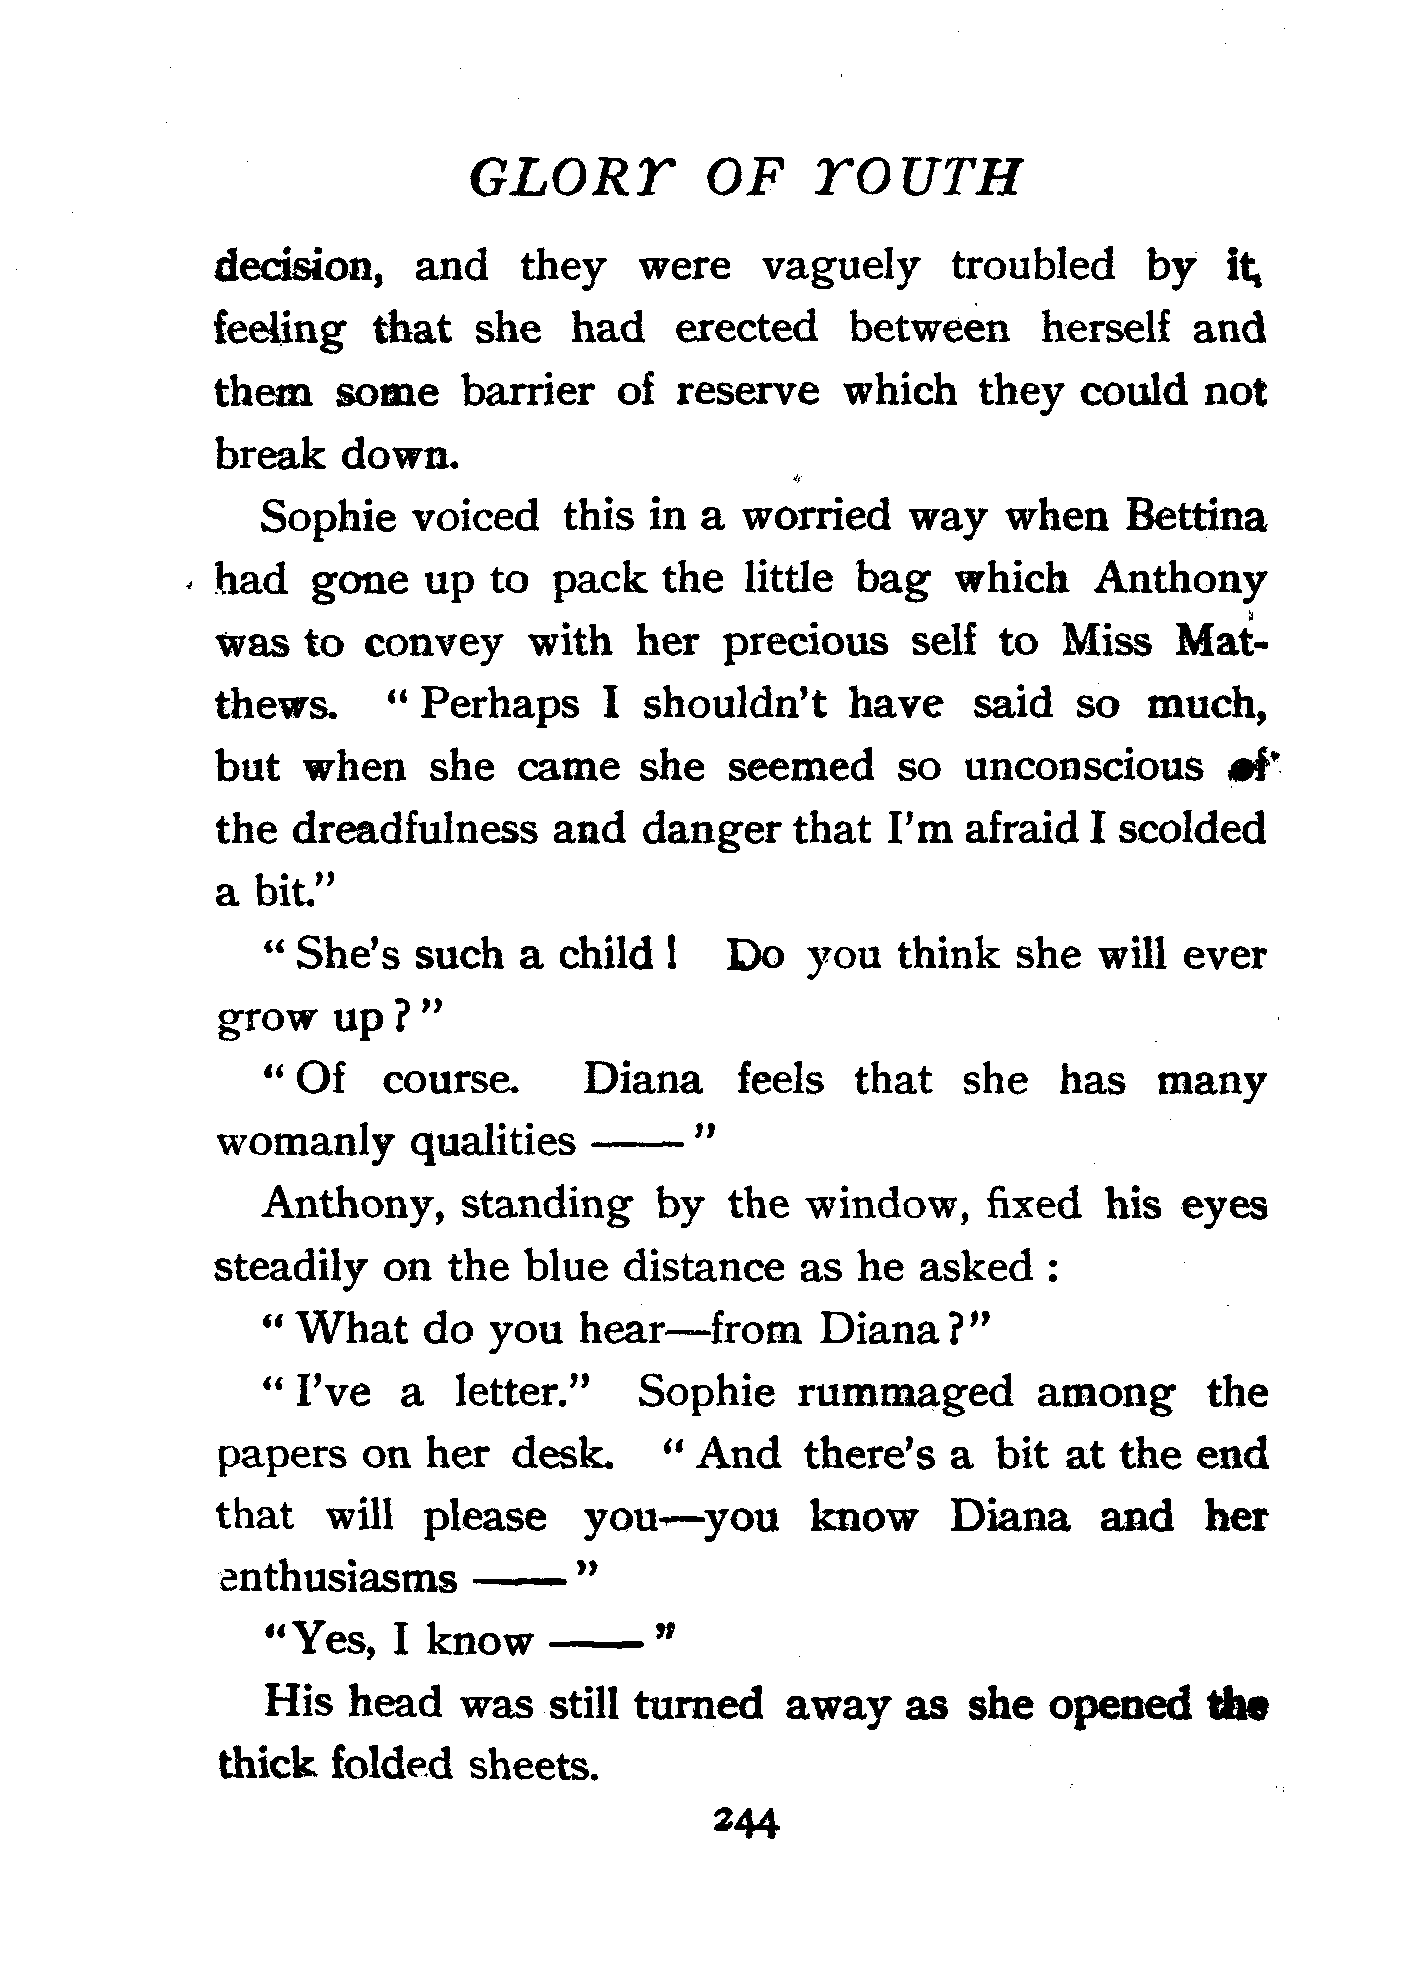 GLORY OF YOUTH
decision, and they were vaguely troubled by it,
feeling that she had erected between herself and
them some barrier of reserve which they could not
break down.
Sophie voiced this in a worried way when Bettina
had gone up to pack the little bag which Anthony
was to convey with her precious self to Miss Mat-
thews. “ Perhaps I shouldn’t have said so much,
but when she came she seemed so unconscious of
the dreadfulness and danger that I’m afraid I scolded
a bit.”
“ She’s such a child ! Do you think she will ever
grow up ? ”
“ Of course. Diana feels that she has many
womanly qualities —— ”
Anthony, standing by the window, fixed his eyes
steadily on the blue distance as he asked :
“ What do you hear—from Diana ?”
“ I’ve a letter.” Sophie rummaged among the
papers on her desk. “ And there’s a bit at the end
that will please you—you know Diana and her
enthusiasms —— ”
“Yes, I know —— ”
His head was still turned away as she opened the
thick folded sheets.
244